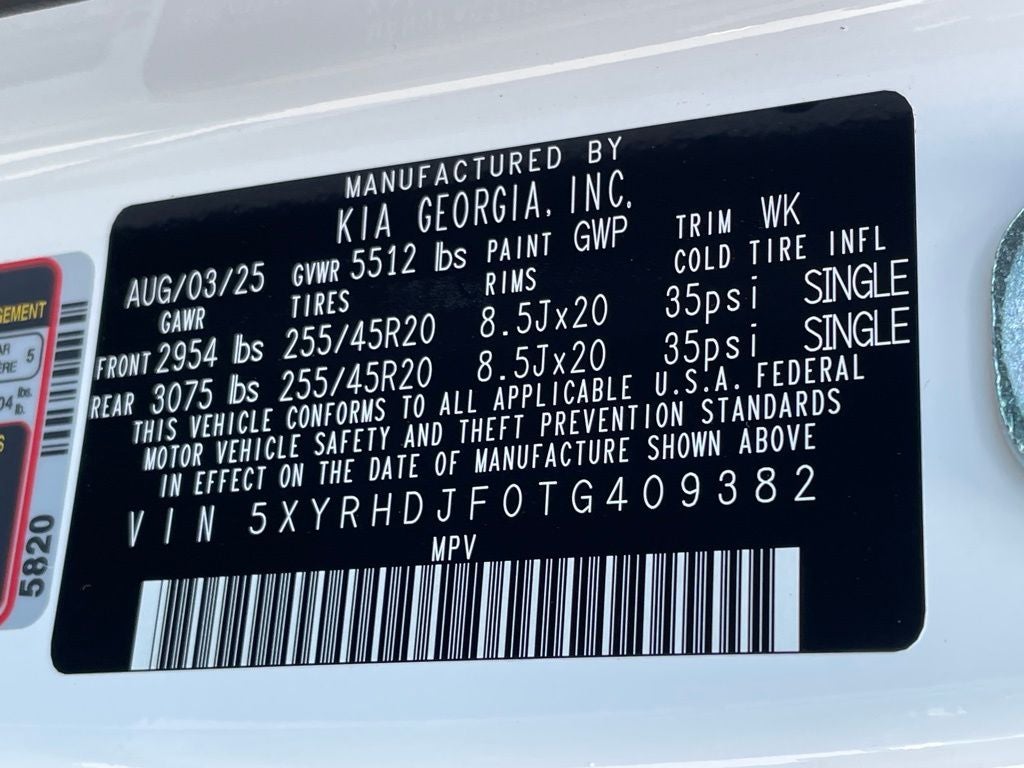 MANUFACTURED BY
KIA GEORGIA, INC.
AUG/03/25 GVWR 5512 lbs PAINT GWP TRIM WK
GAWR TIRES RIMS COLD TIRE INFL
FRONT 2954 lbs 255/45R20 8.5Jx20 35psi SINGLE
REAR 3075 lbs 255/45R20 8.5Jx20 35psi SINGLE
THIS VEHICLE CONFORMS TO ALL APPLICABLE U.S.A. FEDERAL
MOTOR VEHICLE SAFETY AND THEFT PREVENTION STANDARDS
IN EFFECT ON THE DATE OF MANUFACTURE SHOWN ABOVE
VIN 5XYRHDJF0TG409382
MPV
5
lbs.
lb.
5820